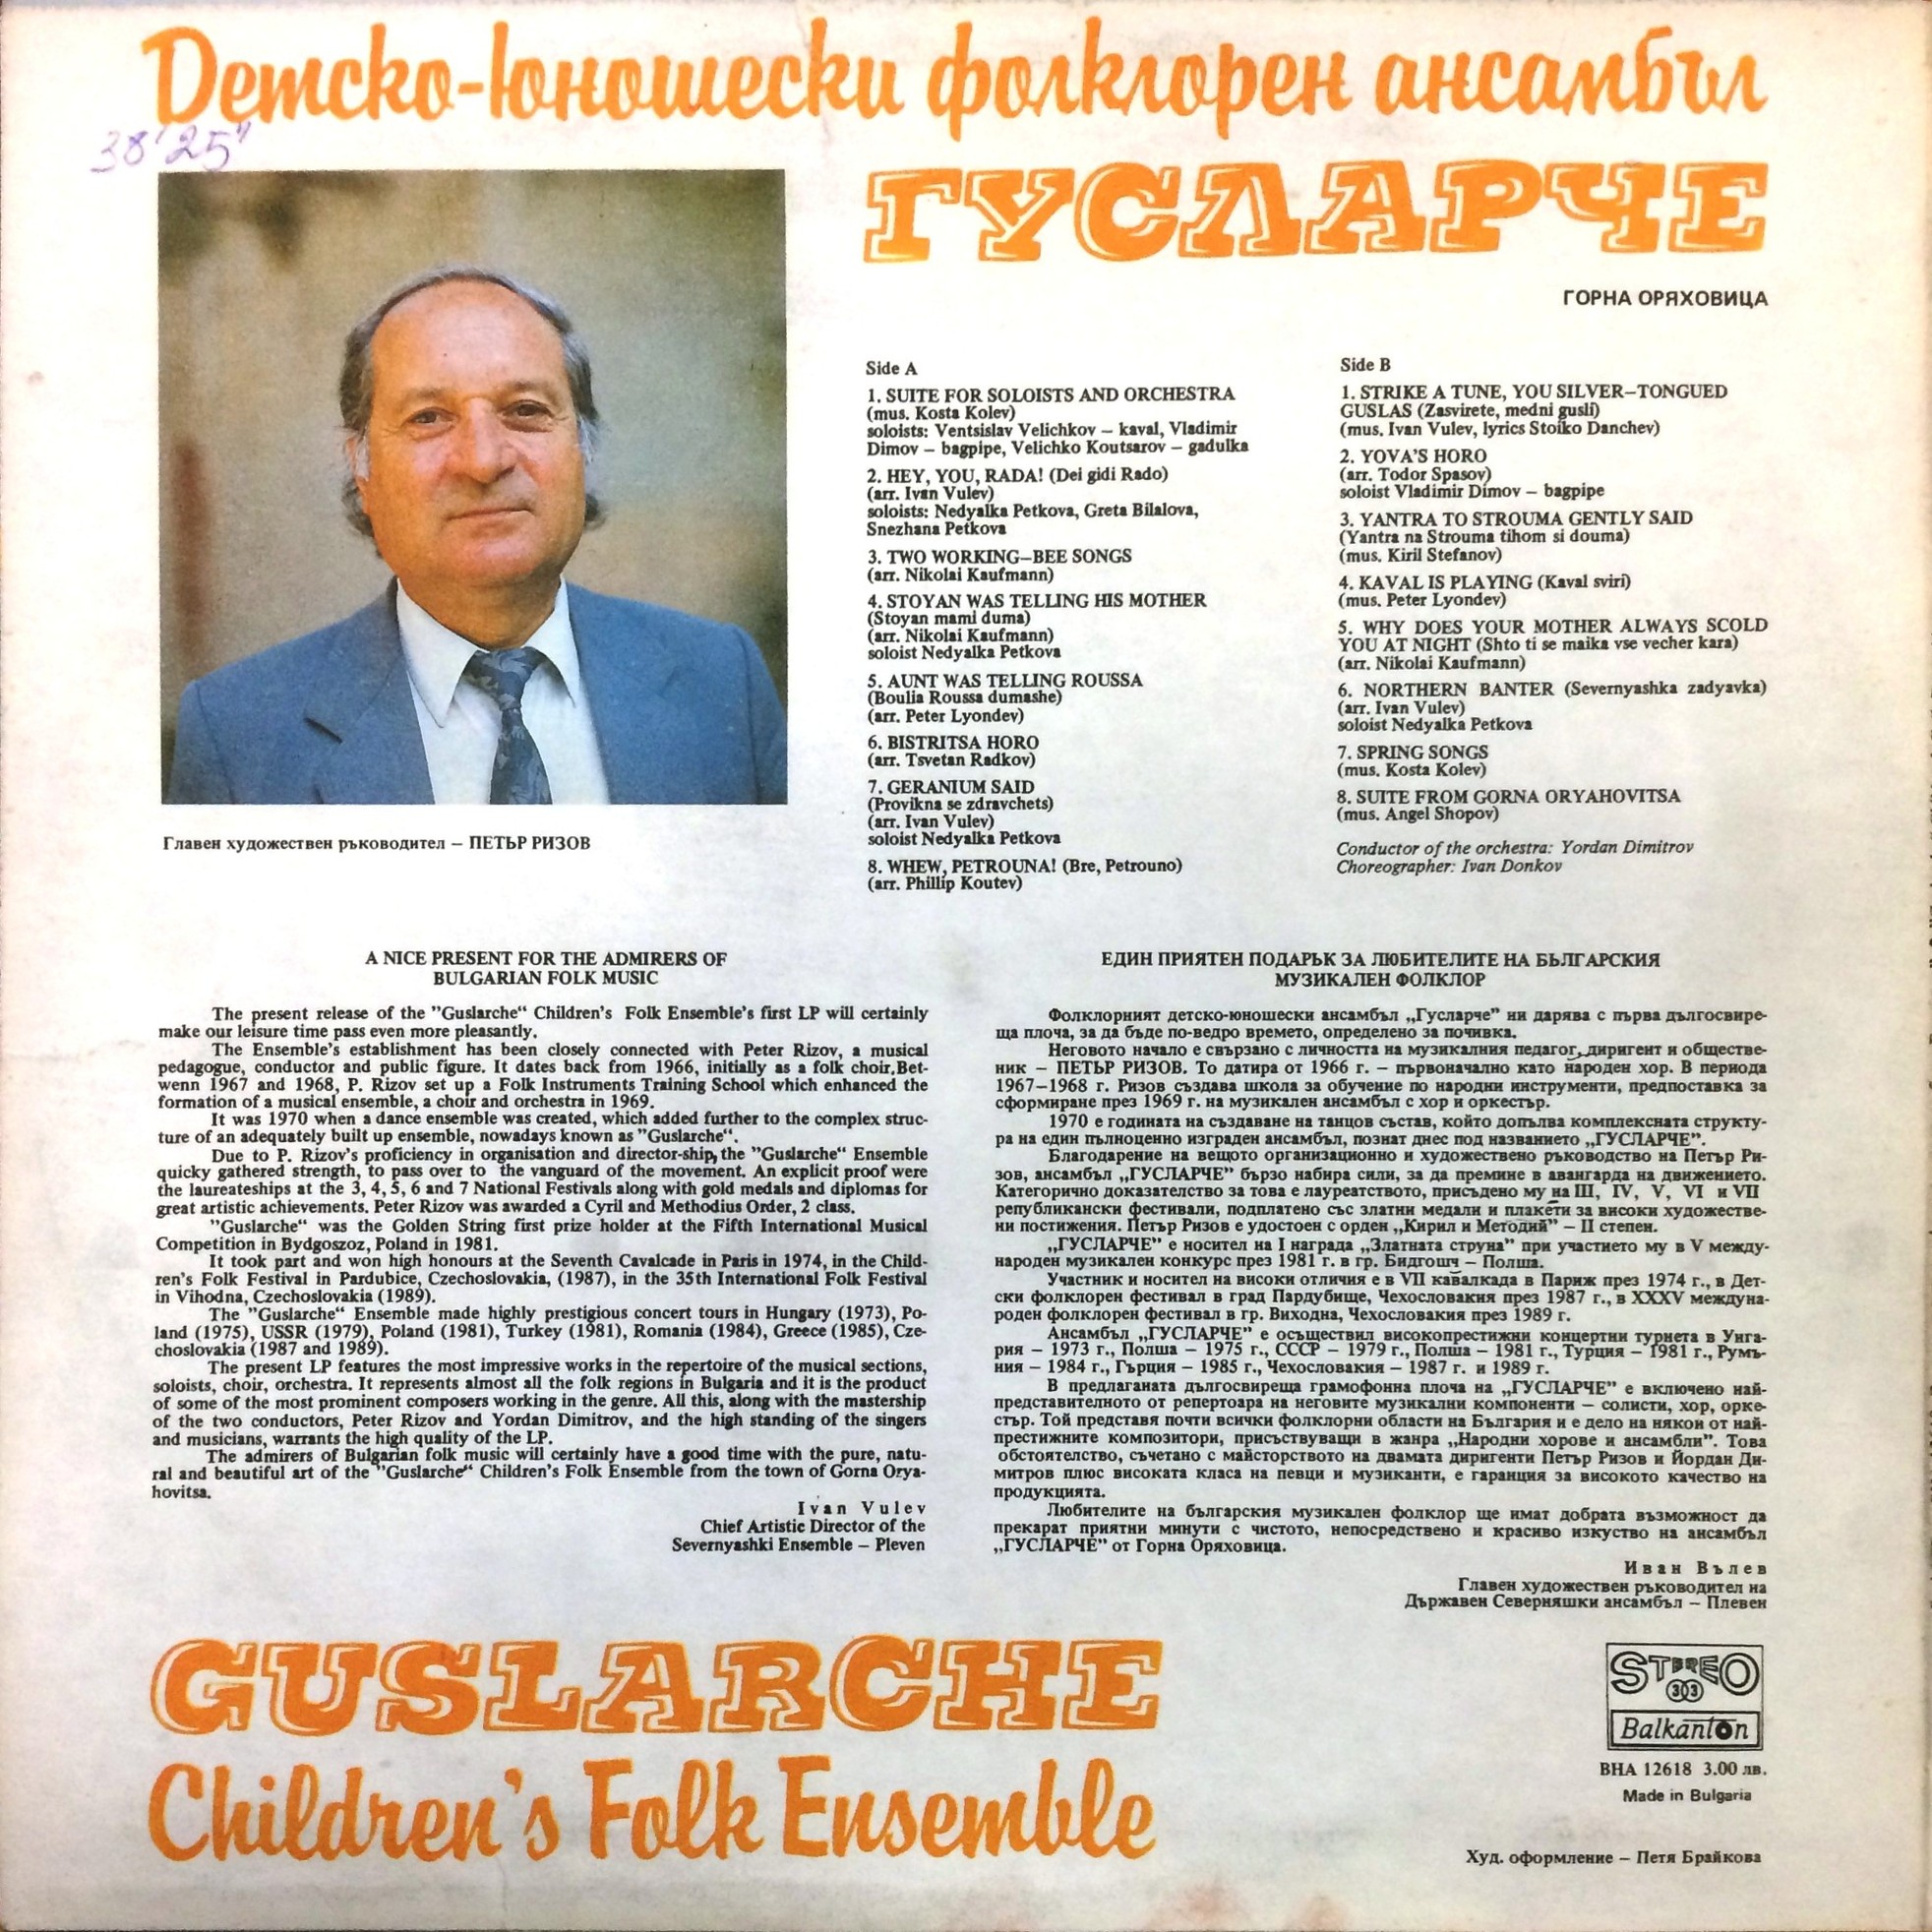 Детско-юношески фолклорен ансамбъл
38'25"
ГУСЛАРЧЕ
ГОРНА ОРЯХОВИЦА
Главен художествен ръководител – ПЕТЪР РИЗОВ
Side A
1. SUITE FOR SOLOISTS AND ORCHESTRA
(mus. Kosta Kolev)
soloists: Ventsislav Velichkov – kaval, Vladimir
Dimov – bagpipe, Velichko Koutsarov – gadulka
2. HEY, YOU, RADA! (Dei gidi Rado)
(arr. Ivan Vulev)
soloists: Nedyalka Petkova, Greta Bilalova,
Snezhana Petkova
3. TWO WORKING–BEE SONGS
(arr. Nikolai Kaufmann)
4. STOYAN WAS TELLING HIS MOTHER
(Stoyan mami duma)
(arr. Nikolai Kaufmann)
soloist Nedyalka Petkova
5. AUNT WAS TELLING ROUSSA
(Boulia Roussa dumashe)
(arr. Peter Lyondev)
6. BISTRITSA HORO
(arr. Tsvetan Radkov)
7. GERANIUM SAID
(Provikna se zdravchets)
(arr. Ivan Vulev)
soloist Nedyalka Petkova
8. WHEW, PETROUNA! (Bre, Petrouno)
(arr. Phillip Koutev)
Side B
1. STRIKE A TUNE, YOU SILVER–TONGUED
GUSLAS (Zasvirete, medni gusli)
(mus. Ivan Vulev, lyrics Stoiko Danchev)
2. YOVA'S HORO
(arr. Todor Spasov)
soloist Vladimir Dimov – bagpipe
3. YANTRA TO STROUMA GENTLY SAID
(Yantra na Strouma tihom si douma)
(mus. Kiril Stefanov)
4. KAVAL IS PLAYING (Kaval sviri)
(mus. Peter Lyondev)
5. WHY DOES YOUR MOTHER ALWAYS SCOLD
YOU AT NIGHT (Shto ti se maika vse vecher kara)
(arr. Nikolai Kaufmann)
6. NORTHERN BANTER (Severnyashka zadyavka)
(arr. Ivan Vulev)
soloist Nedyalka Petkova
7. SPRING SONGS
(mus. Kosta Kolev)
8. SUITE FROM GORNA ORYAHOVITSA
(mus. Angel Shopov)
Conductor of the orchestra: Yordan Dimitrov
Choreographer: Ivan Donkov
A NICE PRESENT FOR THE ADMIRERS OF
BULGARIAN FOLK MUSIC
The present release of the "Guslarche“ Children's Folk Ensemble's first LP will certainly
make our leisure time pass even more pleasantly.
The Ensemble's establishment has been closely connected with Peter Rizov, a musical
pedagogue, conductor and public figure. It dates back from 1966, initially as a folk choir. Bet-
wenn 1967 and 1968, P. Rizov set up a Folk Instruments Training School which enhanced the
formation of a musical ensemble, a choir and orchestra in 1969.
It was 1970 when a dance ensemble was created, which added further to the complex struc-
ture of an adequately built up ensemble, nowadays known as "Guslarche“.
Due to P. Rizov's proficiency in organisation and director-ship, the "Guslarche“ Ensemble
quicky gathered strength, to pass over to the vanguard of the movement. An explicit proof were
the laureateships at the 3, 4, 5, 6 and 7 National Festivals along with gold medals and diplomas for
great artistic achievements. Peter Rizov was awarded a Cyril and Methodius Order, 2 class.
"Guslarche“ was the Golden String first prize holder at the Fifth International Musical
Competition in Bydgoszoz, Poland in 1981.
It took part and won high honours at the Seventh Cavalcade in Paris in 1974, in the Child-
ren's Folk Festival in Pardubice, Czechoslovakia, (1987), in the 35th International Folk Festival
in Vihodna, Czechoslovakia (1989).
The "Guslarche“ Ensemble made highly prestigious concert tours in Hungary (1973), Po-
land (1975), USSR (1979), Poland (1981), Turkey (1981), Romania (1984), Greece (1985), Cze-
choslovakia (1987 and 1989).
The present LP features the most impressive works in the repertoire of the musical sections,
soloists, choir, orchestra. It represents almost all the folk regions in Bulgaria and it is the product
of some of the most prominent composers working in the genre. All this, along with the mastership
of the two conductors, Peter Rizov and Yordan Dimitrov, and the high standing of the singers
and musicians, warrants the high quality of the LP.
The admirers of Bulgarian folk music will certainly have a good time with the pure, natu-
ral and beautiful art of the "Guslarche“ Children's Folk Ensemble from the town of Gorna Orya-
hovitsa.
Ivan Vulev
Chief Artistic Director of the
Severnyashki Ensemble – Pleven
ЕДИН ПРИЯТЕН ПОДАРЪК ЗА ЛЮБИТЕЛИТЕ НА БЪЛГАРСКИЯ
МУЗИКАЛЕН ФОЛКЛОР
Фолклорният детско-юношески ансамбъл „Гусларче” ни дарява с първа дългосвире-
ща плоча, за да бъде по-ведро времето, определено за почивка.
Неговото начало е свързано с личността на музикалния педагог, диригент и обществе-
ник – ПЕТЪР РИЗОВ. То датира от 1966 г. – първоначално като народен хор. В периода
1967–1968 г. Ризов създава школа за обучение по народни инструменти, предпоставка за
сформиране през 1969 г. на музикален ансамбъл с хор и оркестър.
1970 е годината на създаване на танцов състав, който допълва комплексната структу-
ра на един пълноценно изграден ансамбъл, познат днес под названието „ГУСЛАРЧЕ”.
Благодарение на вещото организационно и художествено ръководство на Петър Ри-
зов, ансамбъл „ГУСЛАРЧЕ” бързо набира сили, за да премине в авангарда на движението.
Категорично доказателство за това е лауреатството, присъдено му на III, IV, V, VI и VII
републикански фестивали, подплатено със златни медали и плакети за високи художестве-
ни постижения. Петър Ризов е удостоен с орден „Кирил и Методий” – II степен.
„ГУСЛАРЧЕ” е носител на I награда „Златната струна” при участието му в V между-
народен музикален конкурс през 1981 г. в гр. Бидгошч – Полша.
Участник и носител на високи отличия е в VII кавалкада в Париж през 1974 г., в Дет-
ски фолклорен фестивал в град Пардубище, Чехословакия през 1987 г., в XXXV междуна-
роден фолклорен фестивал в гр. Виходна, Чехословакия през 1989 г.
Ансамбъл „ГУСЛАРЧЕ” е осъществил високопрестижни концертни турнета в Унга-
рия – 1973 г., Полша – 1975 г., СССР – 1979 г., Полша – 1981 г., Турция – 1981 г., Румъ-
ния – 1984 г., Гърция – 1985 г., Чехословакия – 1987 г. и 1989 г.
В предлаганата дългосвиреща грамофонна плоча на „ГУСЛАРЧЕ” е включено най-
представителното от репертоара на неговите музикални компоненти – солисти, хор, орке-
стър. Той представя почти всички фолклорни области на България и е дело на някои от най-
престижните композитори, присъствуващи в жанра „Народни хорове и ансамбли”. Това
обстоятелство, съчетано с майсторството на двамата диригенти Петър Ризов и Йордан Ди-
митров плюс високата класа на певци и музиканти, е гаранция за високото качество на
продукцията.
Любителите на българския музикален фолклор ще имат добрата възможност да
прекарат приятни минути с чистото, непосредствено и красиво изкуство на ансамбъл
„ГУСЛАРЧЕ” от Горна Оряховица.
Иван Вълев
Главен художествен ръководител на
Държавен Северняшки ансамбъл – Плевен
GUSLARCHE
Children's Folk Ensemble
STEREO
33
Balkanton
ВНА 12618 3.00 лв.
Made in Bulgaria
Худ. оформление – Петя Брайкова